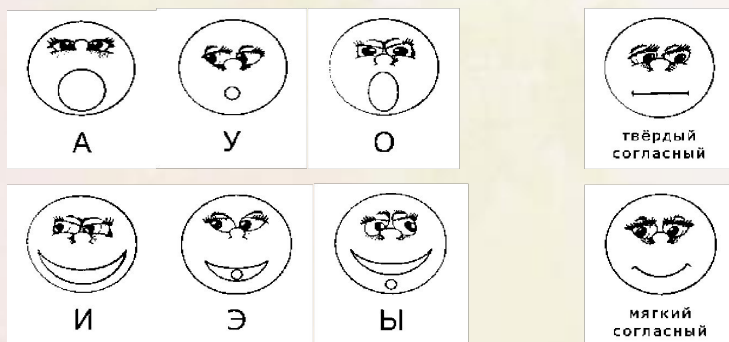 А У О
твёрдый
согласный
И Э Ы
мягкий
согласный